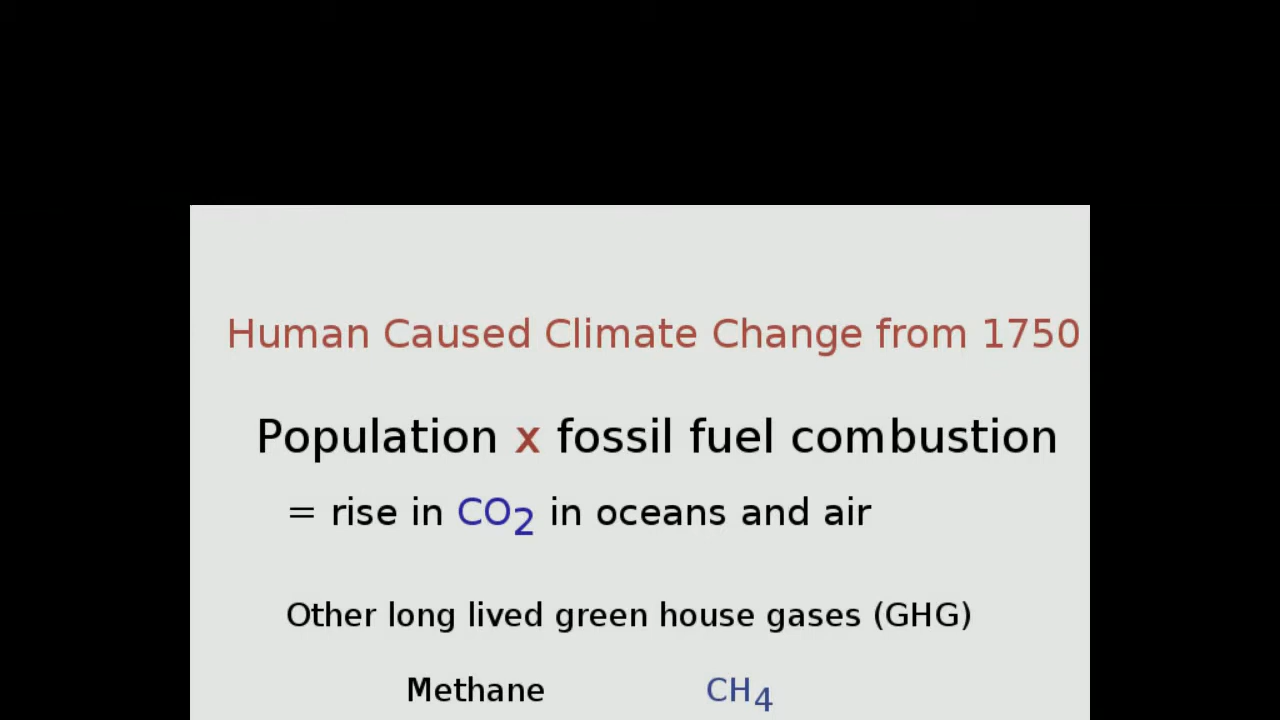 Human Caused Climate Change from 1750
Population x fossil fuel combustion
= rise in CO₂ in oceans and air
Other long lived green house gases (GHG)
Methane CH₄